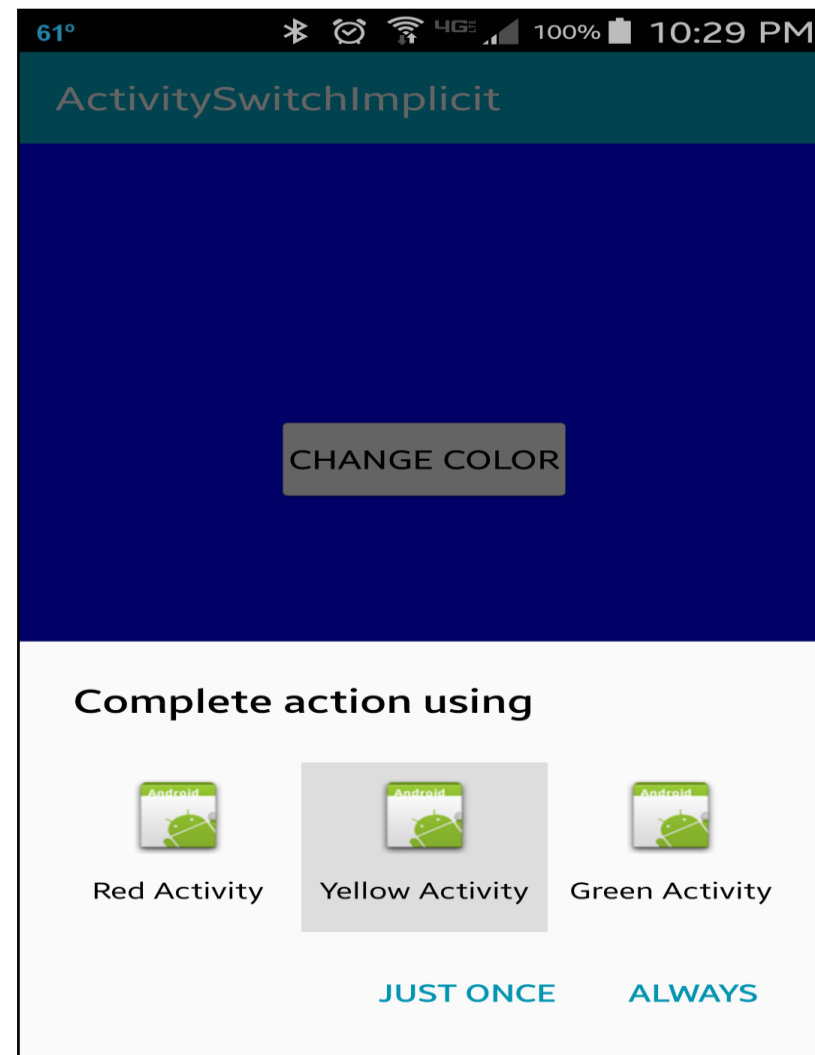 61° 4G LTE 100% 10:29 PM
ActivitySwitchImplicit
CHANGE COLOR
Complete action using
Android Android Android
Red Activity Yellow Activity Green Activity
JUST ONCE ALWAYS